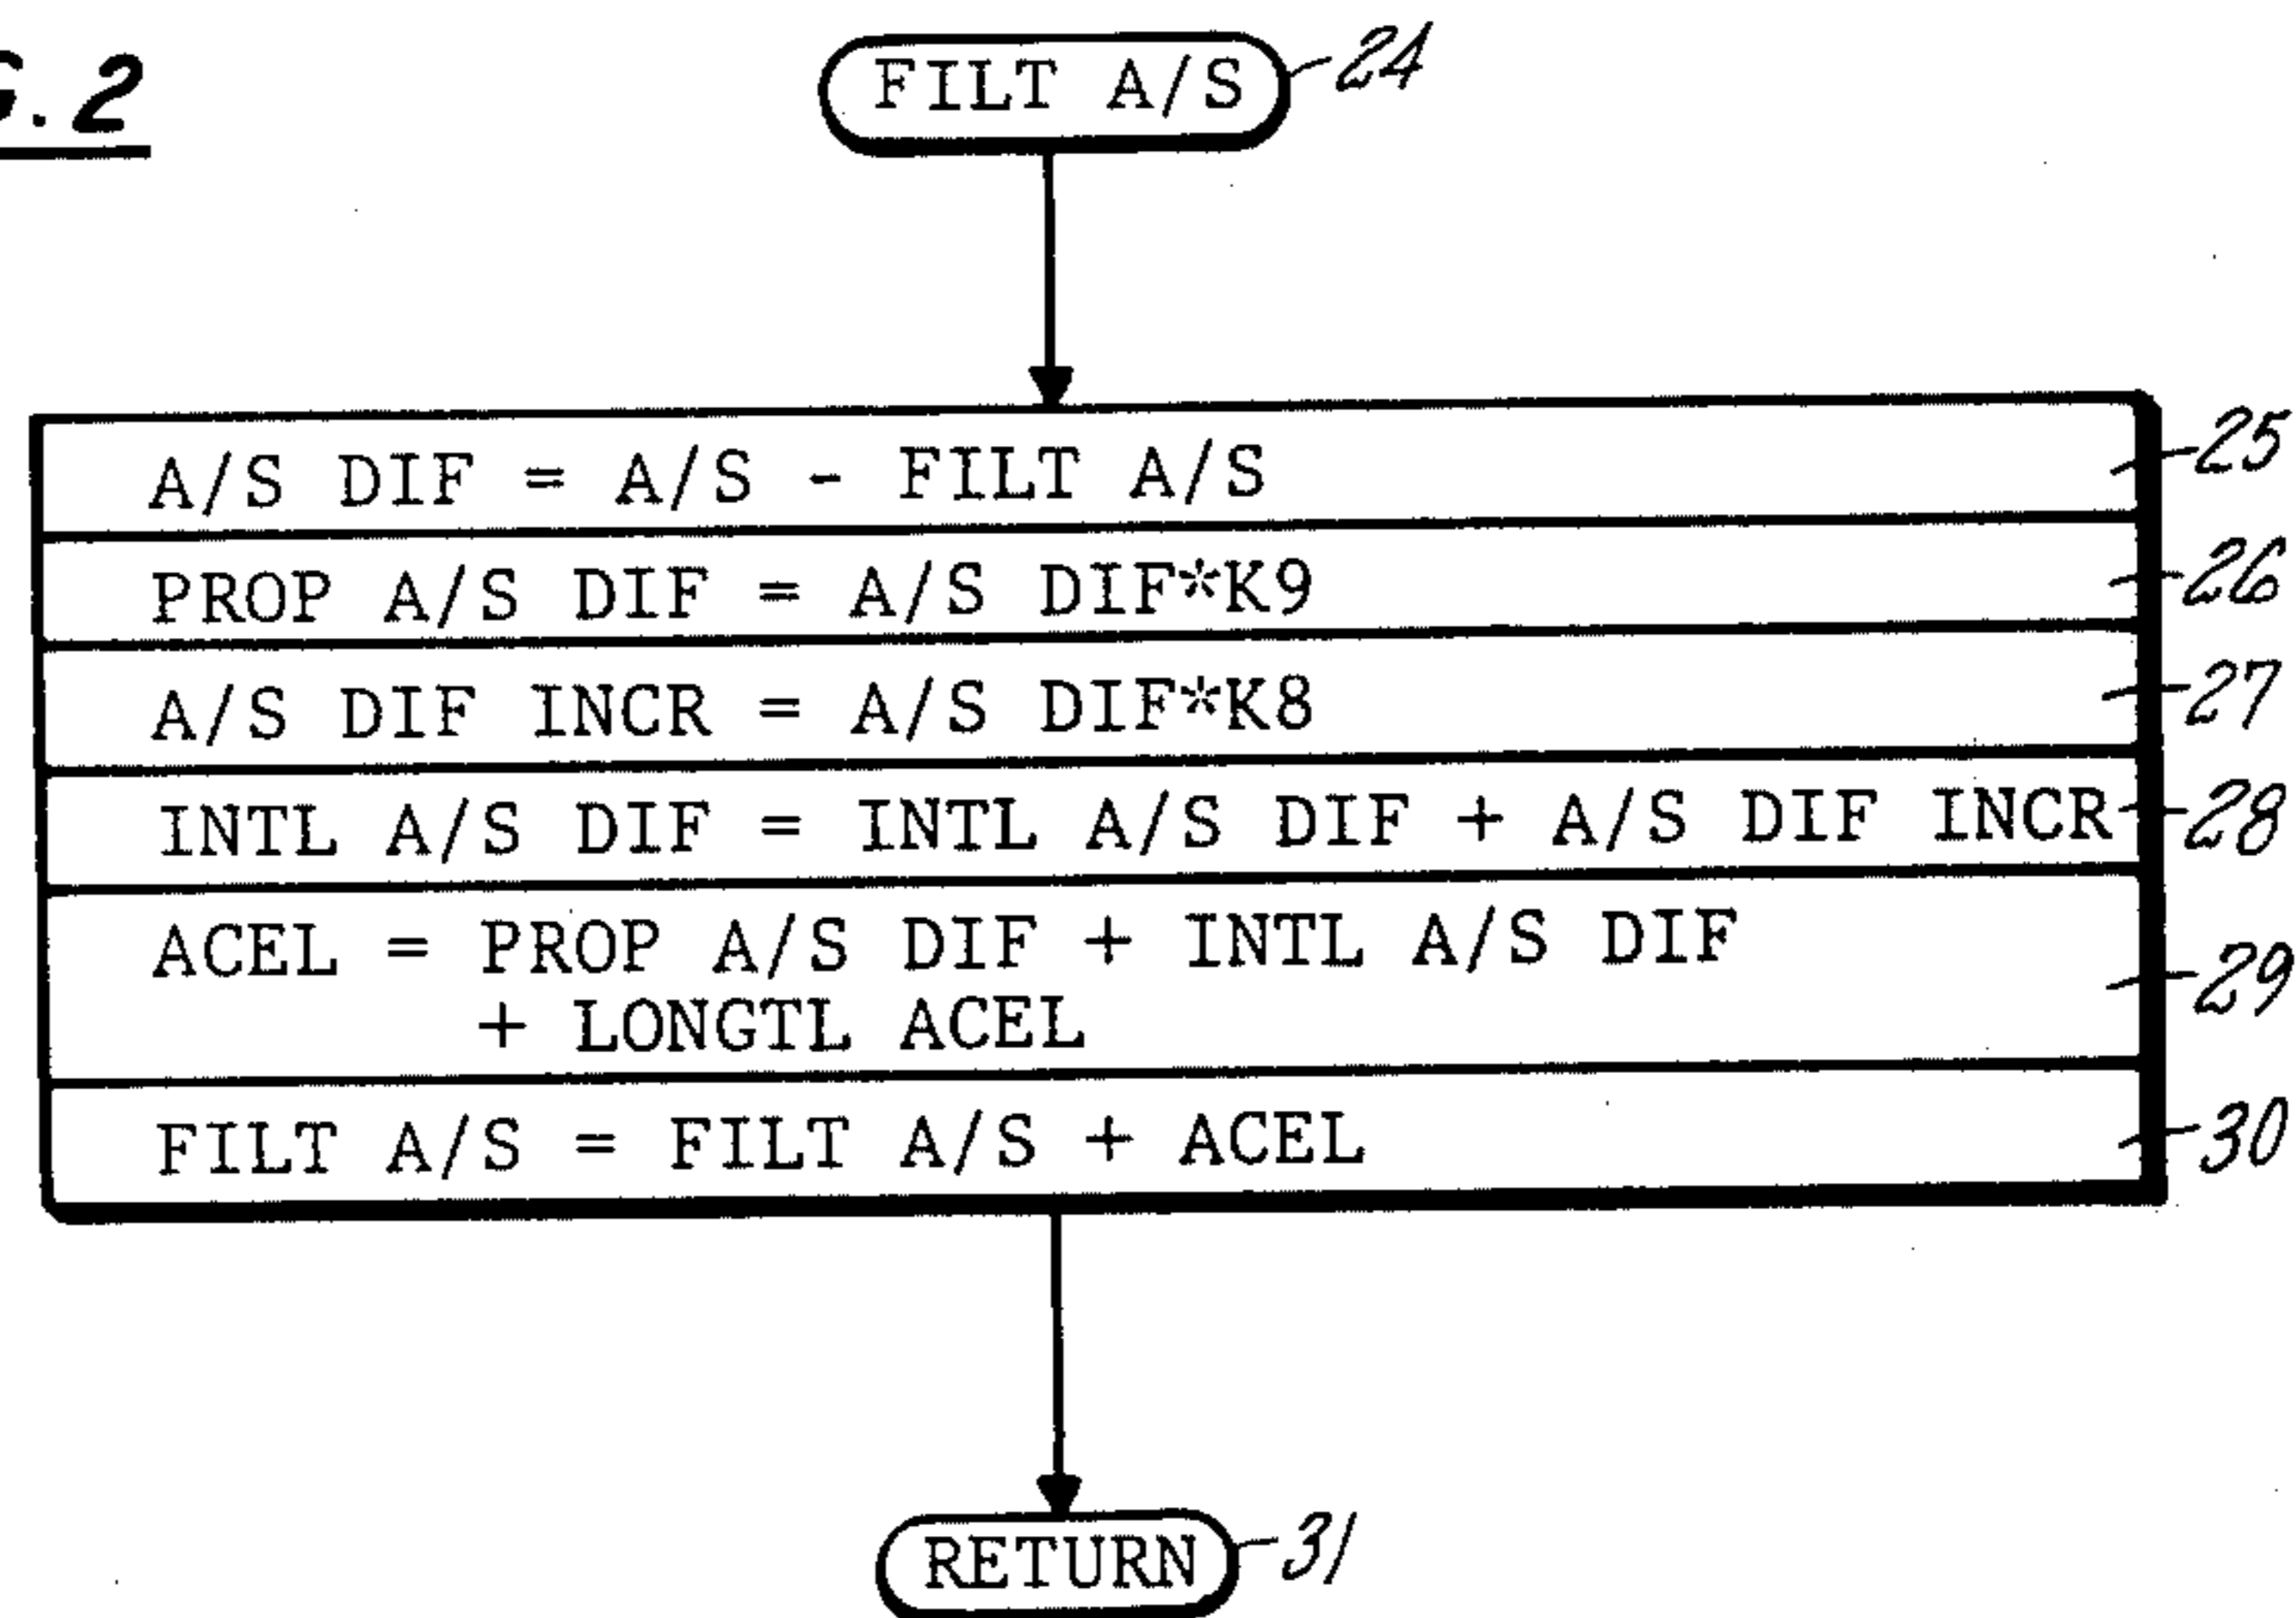 G. 2
FILT A/S 24
A/S DIF = A/S - FILT A/S 25
PROP A/S DIF = A/S DIF*K9 26
A/S DIF INCR = A/S DIF*K8 27
INTL A/S DIF = INTL A/S DIF + A/S DIF INCR 28
ACEL = PROP A/S DIF + INTL A/S DIF
+ LONGTL ACEL 29
FILT A/S = FILT A/S + ACEL 30
RETURN 31